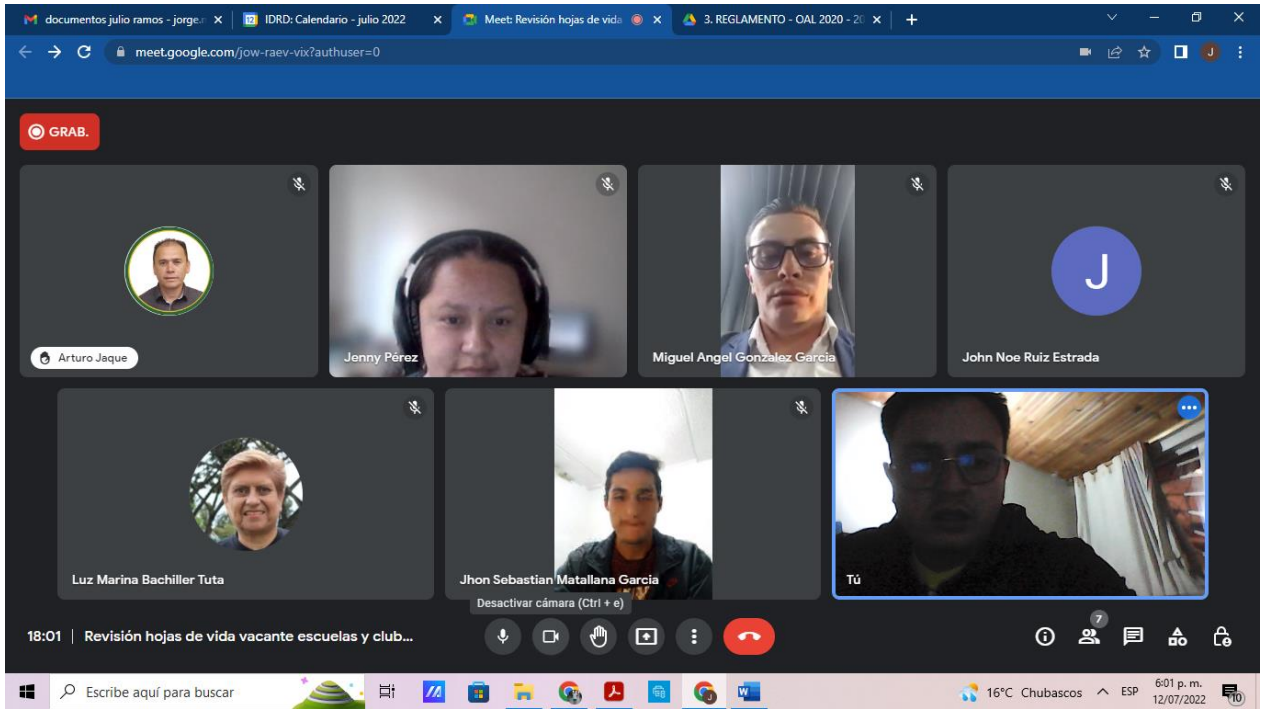 documentos julio ramos - jorge.r
12
IDRD: Calendario - julio 2022
Meet: Revisión hojas de vida
3. REGLAMENTO - OAL 2020 - 20
meet.google.com/jow-raev-vix?authuser=0
J
GRAB.
Arturo Jaque
Jenny Pérez
Miguel Angel Gonzalez Garcia
J
John Noe Ruiz Estrada
Luz Marina Bachiller Tuta
Jhon Sebastian Matallana Garcia
Tú
Desactivar cámara (Ctrl + e)
18:01 | Revisión hojas de vida vacante escuelas y club...
7
Escribe aquí para buscar
16°C Chubascos
ESP
6:01 p. m.
12/07/2022
10